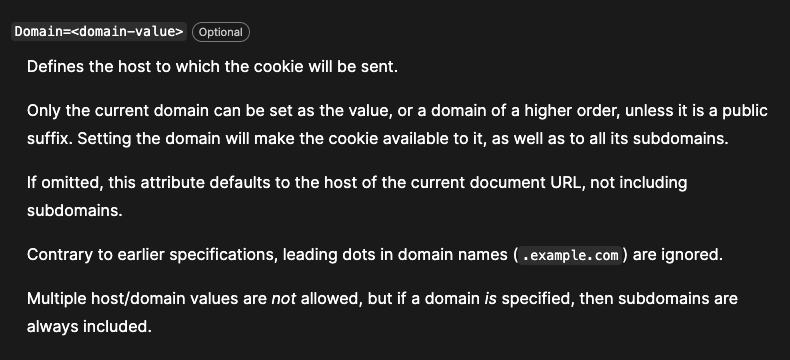 Domain=<domain-value> Optional
Defines the host to which the cookie will be sent.
Only the current domain can be set as the value, or a domain of a higher order, unless it is a public
suffix. Setting the domain will make the cookie available to it, as well as to all its subdomains.
If omitted, this attribute defaults to the host of the current document URL, not including
subdomains.
Contrary to earlier specifications, leading dots in domain names (.example.com) are ignored.
Multiple host/domain values are not allowed, but if a domain is specified, then subdomains are
always included.